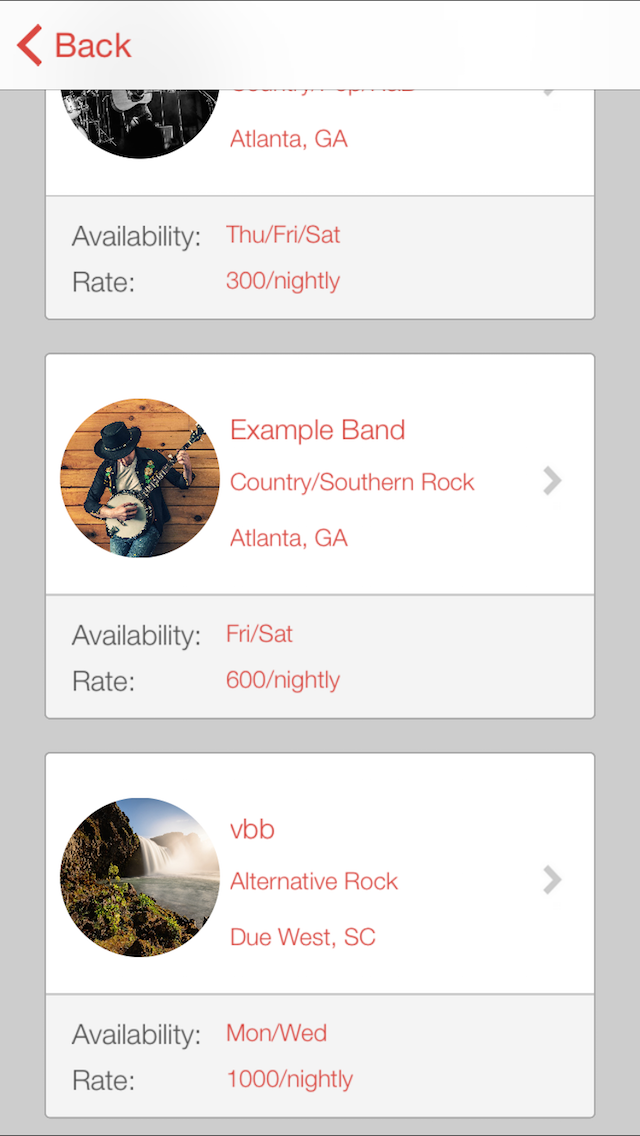 Back
Atlanta, GA
Availability: Thu/Fri/Sat
Rate: 300/nightly
Example Band
Country/Southern Rock
Atlanta, GA
Availability: Fri/Sat
Rate: 600/nightly
vbb
Alternative Rock
Due West, SC
Availability: Mon/Wed
Rate: 1000/nightly